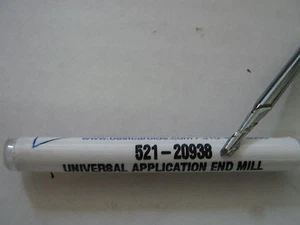 521-20938
UNIVERSAL APPLICATION END MILL